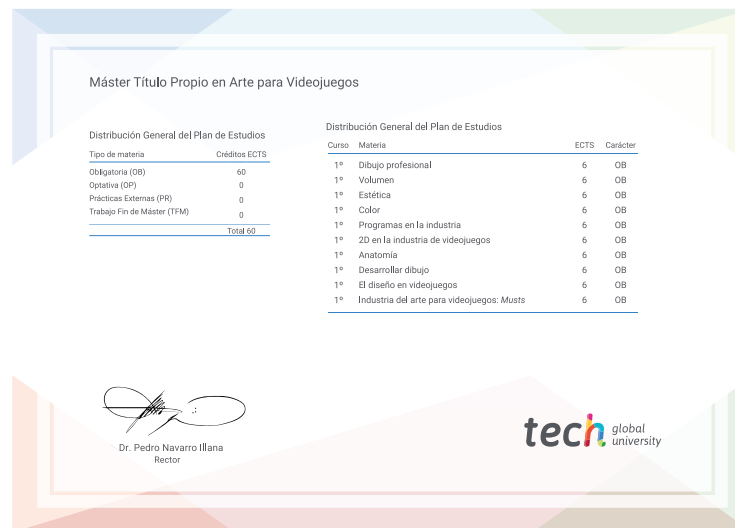 Máster Título Propio en Arte para Videojuegos
Distribución General del Plan de Estudios
Tipo de materia Créditos ECTS
Obligatoria (OB) 60
Optativa (OP) 0
Prácticas Externas (PR) 0
Trabajo Fin de Máster (TFM) 0
Total 60
Distribución General del Plan de Estudios
Curso Materia ECTS Carácter
1º Dibujo profesional 6 OB
1º Volumen 6 OB
1º Estética 6 OB
1º Color 6 OB
1º Programas en la industria 6 OB
1º 2D en la industria de videojuegos 6 OB
1º Anatomía 6 OB
1º Desarrollar dibujo 6 OB
1º El diseño en videojuegos 6 OB
1º Industria del arte para videojuegos: Musts 6 OB
Dr. Pedro Navarro Illana
Rector
tech global
university